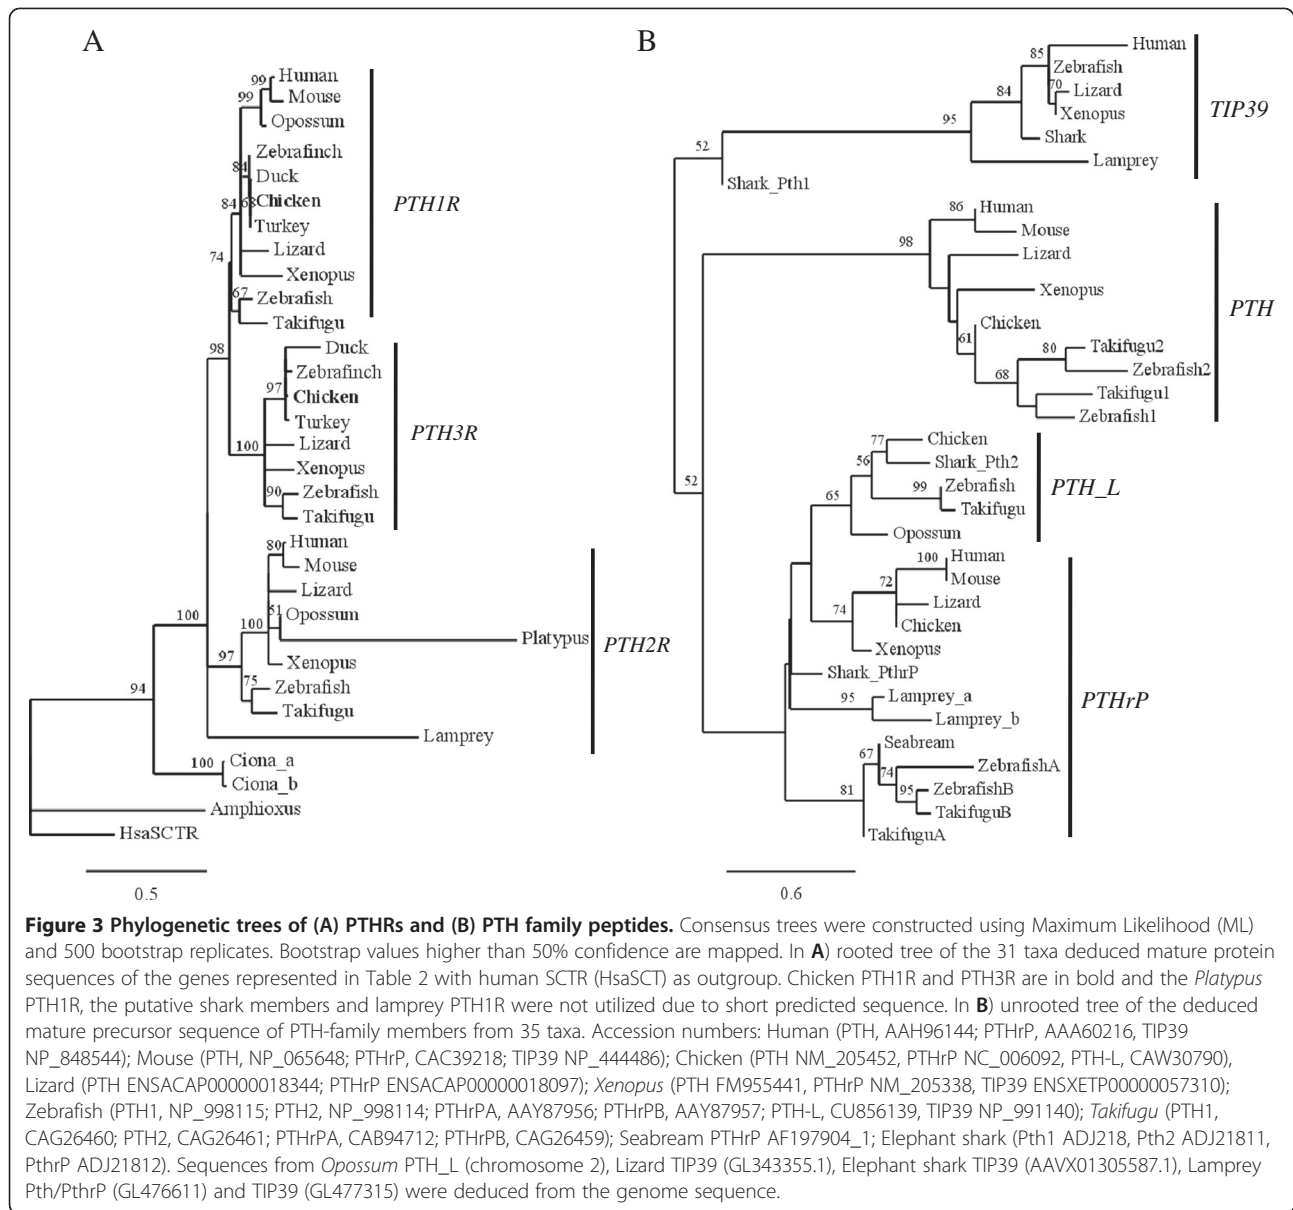 A
B
99
Human
99
Mouse
Opossum
Zebrafinch
84
Duck
84
68
Chicken
Turkey
Lizard
74
Xenopus
67
Zebrafish
Takifugu
PTH1R
98
Duck
Zebrafinch
97
Chicken
Turkey
100
Lizard
Xenopus
90
Zebrafish
Takifugu
PTH3R
80
Human
Mouse
Lizard
51
Opossum
100
100
Platypus
97
Xenopus
75
Zebrafish
Takifugu
PTH2R
94
Lamprey
100
Ciona_a
Ciona_b
Amphioxus
HsaSCTR
0.5
85
Human
Zebrafish
84
70
Lizard
Xenopus
95
Shark
52
Lamprey
TIP39
Shark_Pth1
86
Human
Mouse
98
Lizard
Xenopus
Chicken
61
80
Takifugu2
68
Zebrafish2
Takifugu1
Zebrafish1
PTH
77
Chicken
56
Shark_Pth2
52
65
99
Zebrafish
Takifugu
Opossum
PTH_L
100
Human
72
Mouse
74
Lizard
Chicken
Xenopus
Shark_PthrP
95
Lamprey_a
Lamprey_b
Seabream
67
74
ZebrafishA
81
95
ZebrafishB
TakifuguB
TakifuguA
PTHrP
0.6
Figure 3 Phylogenetic trees of (A) PTHRs and (B) PTH family peptides. Consensus trees were constructed using Maximum Likelihood (ML)
and 500 bootstrap replicates. Bootstrap values higher than 50% confidence are mapped. In A) rooted tree of the 31 taxa deduced mature protein
sequences of the genes represented in Table 2 with human SCTR (HsaSCT) as outgroup. Chicken PTH1R and PTH3R are in bold and the Platypus
PTH1R, the putative shark members and lamprey PTH1R were not utilized due to short predicted sequence. In B) unrooted tree of the deduced
mature precursor sequence of PTH-family members from 35 taxa. Accession numbers: Human (PTH, AAH96144; PTHrP, AAA60216, TIP39
NP_848544); Mouse (PTH, NP_065648; PTHrP, CAC39218; TIP39 NP_444486); Chicken (PTH NM_205452, PTHrP NC_006092, PTH-L, CAW30790),
Lizard (PTH ENSACAP00000018344; PTHrP ENSACAP00000018097); Xenopus (PTH FM955441, PTHrP NM_205338, TIP39 ENSXETP00000057310);
Zebrafish (PTH1, NP_998115; PTH2, NP_998114; PTHrPA, AAY87956; PTHrPB, AAY87957; PTH-L, CU856139, TIP39 NP_991140); Takifugu (PTH1,
CAG26460; PTH2, CAG26461; PTHrPA, CAB94712; PTHrPB, CAG26459); Seabream PTHrP AF197904_1; Elephant shark (Pth1 ADJ218, Pth2 ADJ21811,
PthrP ADJ21812). Sequences from Opossum PTH_L (chromosome 2), Lizard TIP39 (GL343355.1), Elephant shark TIP39 (AAVX01305587.1), Lamprey
Pth/PthrP (GL476611) and TIP39 (GL477315) were deduced from the genome sequence.